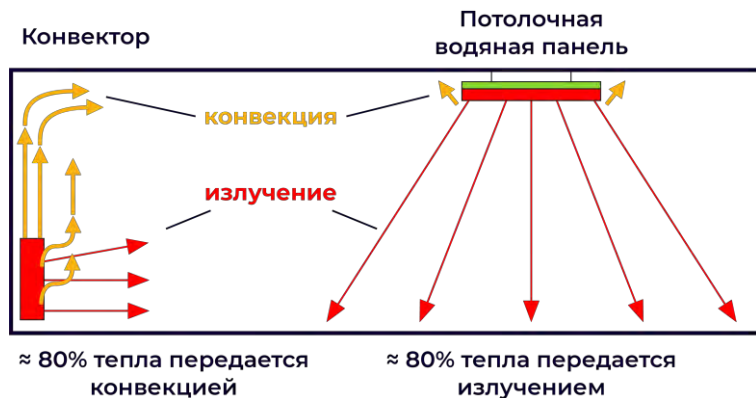 Конвектор
Потолочная
водяная панель
конвекция
излучение
≈ 80% тепла передается
конвекцией
≈ 80% тепла передается
излучением